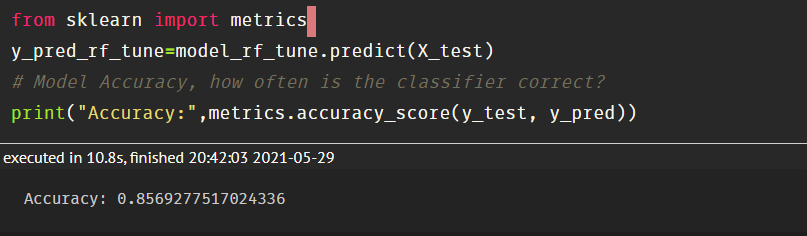 from sklearn import metrics
y_pred_rf_tune=model_rf_tune.predict(X_test)
# Model Accuracy, how often is the classifier correct?
print("Accuracy:",metrics.accuracy_score(y_test, y_pred))
executed in 10.8s, finished 20:42:03 2021-05-29
Accuracy: 0.8569277517024336